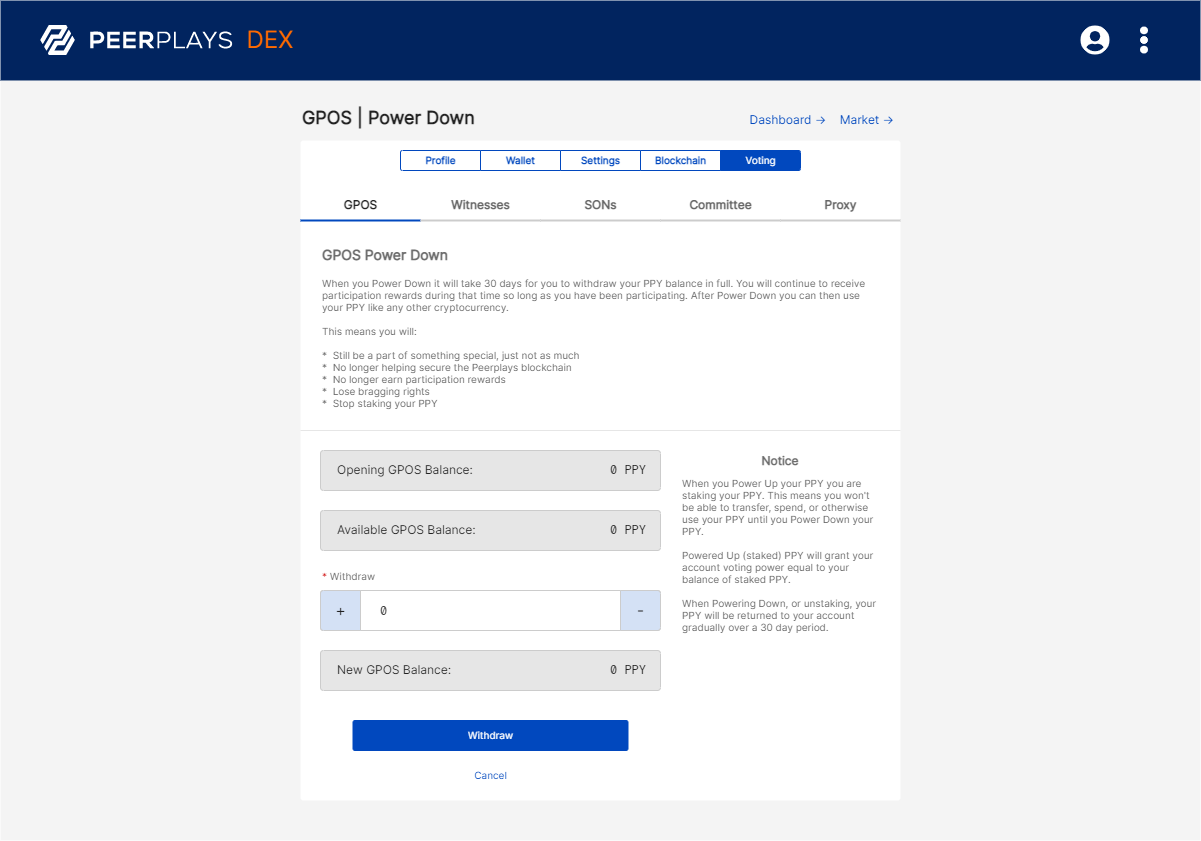 PEERPLAYS DEX
GPOS | Power Down
Dashboard → Market →
Profile Wallet Settings Blockchain Voting
GPOS Witnesses SONs Committee Proxy
GPOS Power Down
When you Power Down it will take 30 days for you to withdraw your PPY balance in full. You will continue to receive
participation rewards during that time so long as you have been participating. After Power Down you can then use
your PPY like any other cryptocurrency.
This means you will:
* Still be a part of something special, just not as much
* No longer helping secure the Peerplays blockchain
* No longer earn participation rewards
* Lose bragging rights
* Stop staking your PPY
Opening GPOS Balance: 0 PPY
Available GPOS Balance: 0 PPY
* Withdraw
+ 0 -
New GPOS Balance: 0 PPY
Withdraw
Cancel
Notice
When you Power Up your PPY you are
staking your PPY. This means you won't
be able to transfer, spend, or otherwise
use your PPY until you Power Down your
PPY.
Powered Up (staked) PPY will grant your
account voting power equal to your
balance of staked PPY.
When Powering Down, or unstaking, your
PPY will be returned to your account
gradually over a 30 day period.